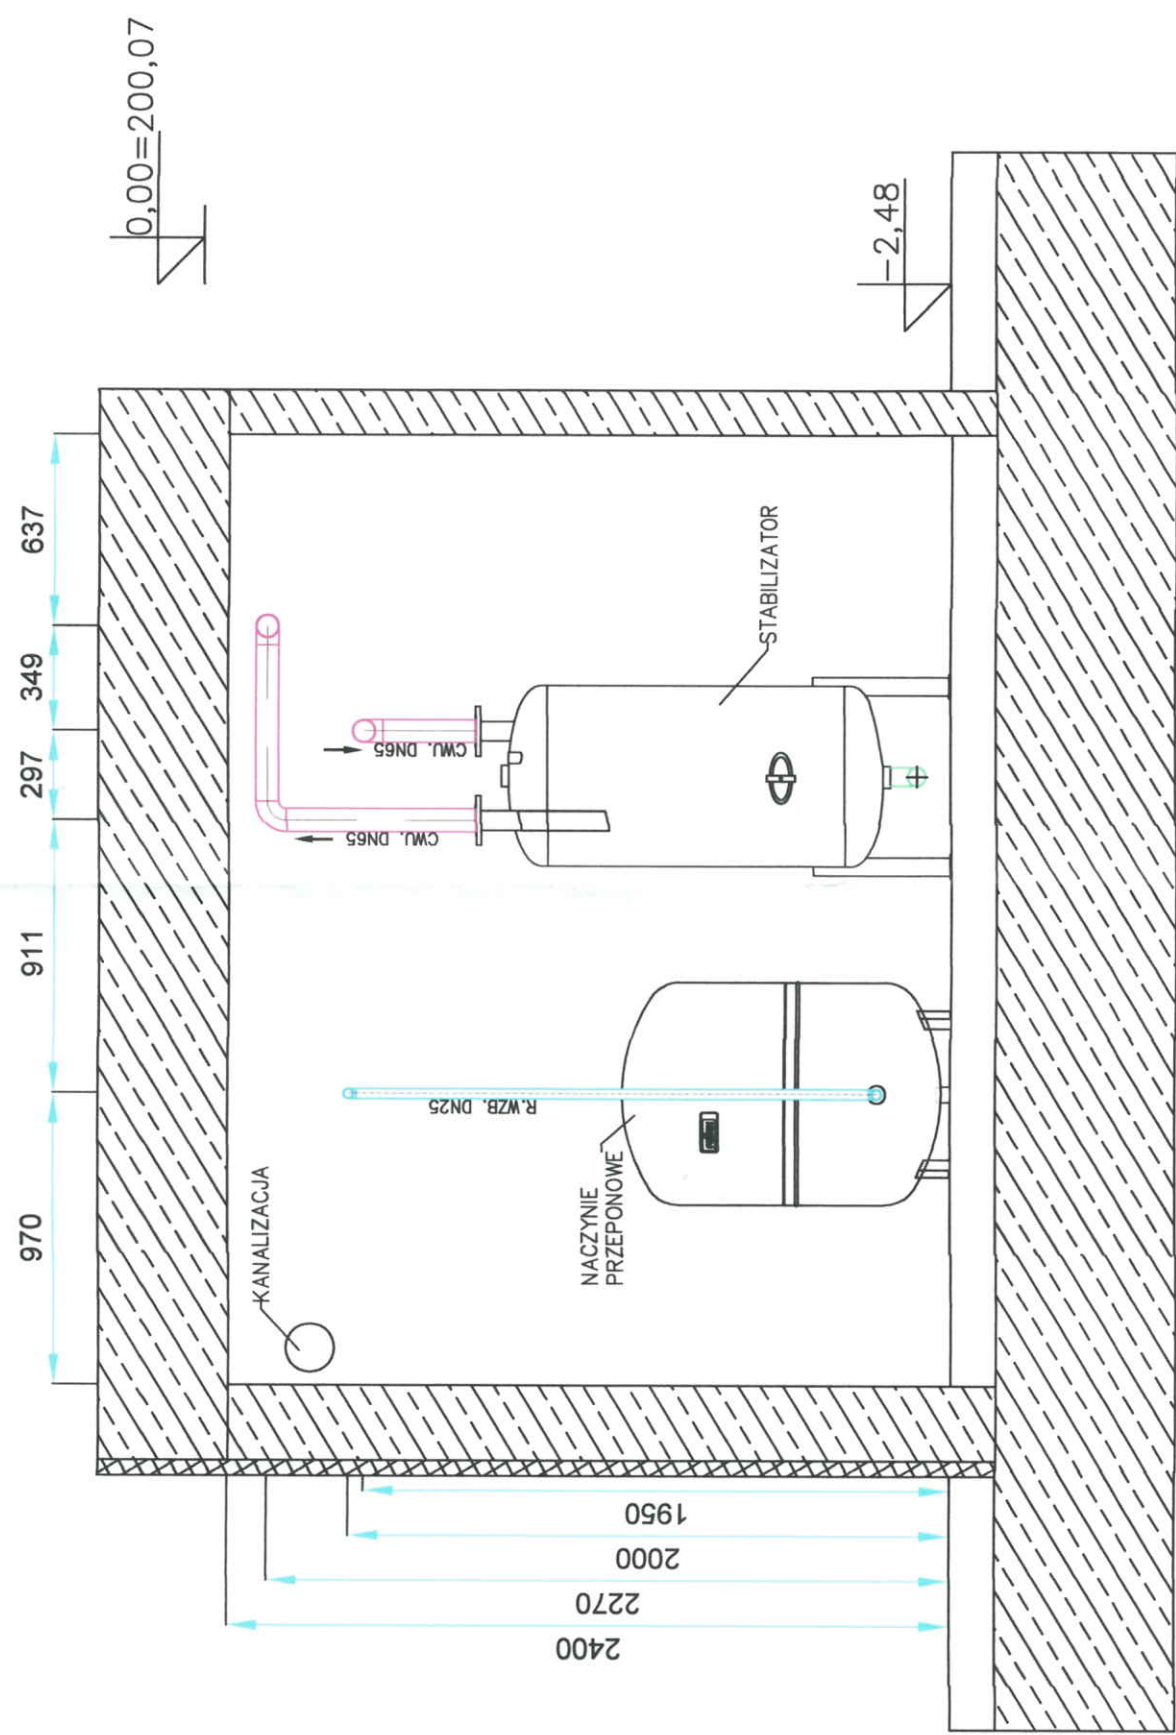 0,00=200,07
-2,48
970
911
297
349
637
KANALIZACJA
CWU. DN65
CWU. DN65
R.WZB. DN25
NACZYNIE
PRZEPONOWE
STABILIZATOR
1950
2000
2270
2400